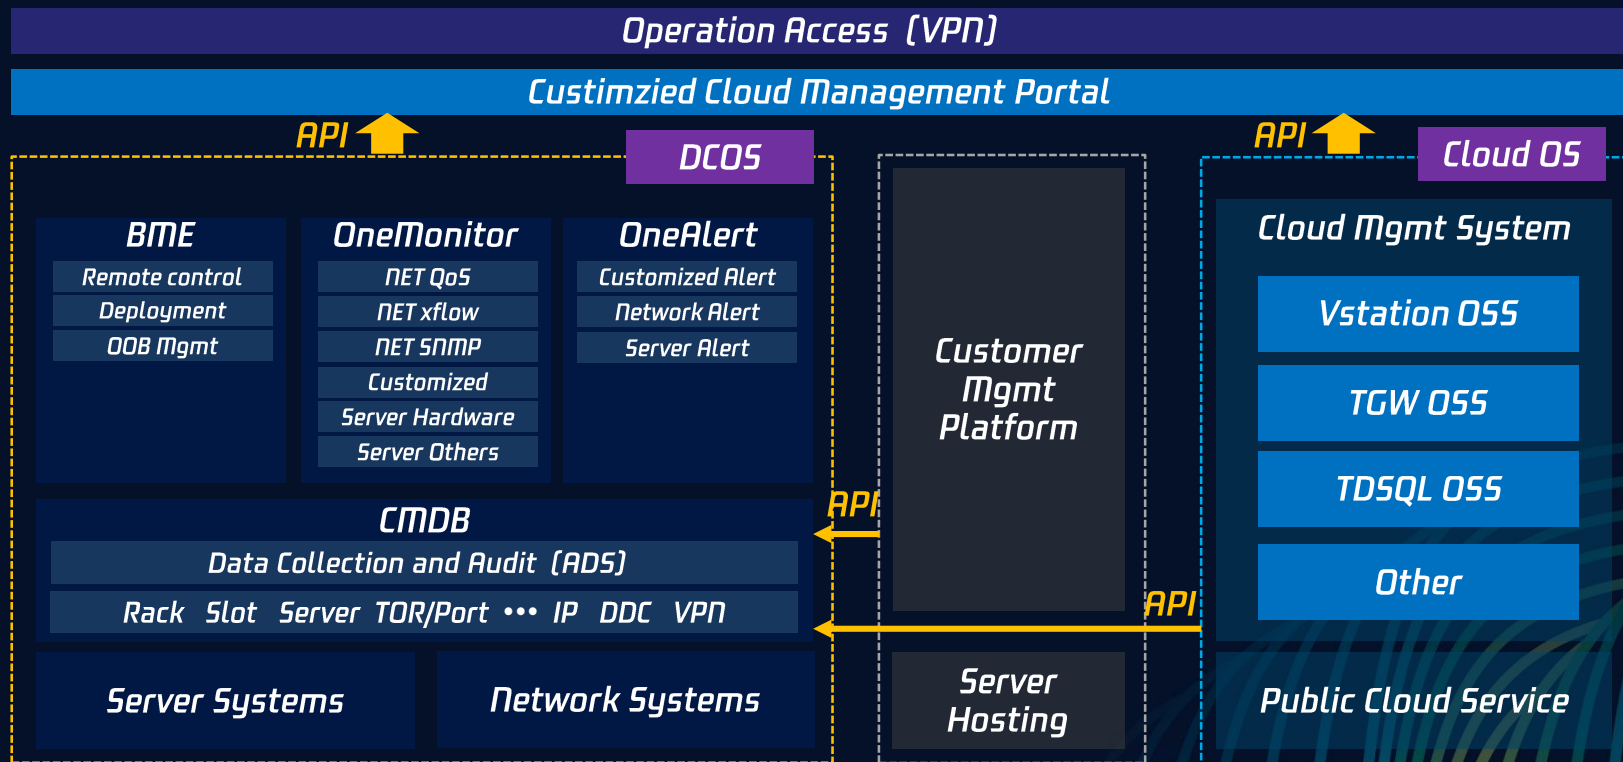 Operation Access (VPN)
Custimzied Cloud Management Portal
API
API
DCOS
Cloud OS
BME
Remote control
Deployment
OOB Mgmt
OneMonitor
NET QoS
NET xflow
NET SNMP
Customized
Server Hardware
Server Others
OneAlert
Customized Alert
Network Alert
Server Alert
CMDB
Data Collection and Audit (ADS)
Rack Slot Server TOR/Port ••• IP DDC VPN
Server Systems
Network Systems
API
Customer
Mgmt
Platform
API
Server
Hosting
Cloud Mgmt System
Vstation OSS
TGW OSS
TDSQL OSS
Other
Public Cloud Service